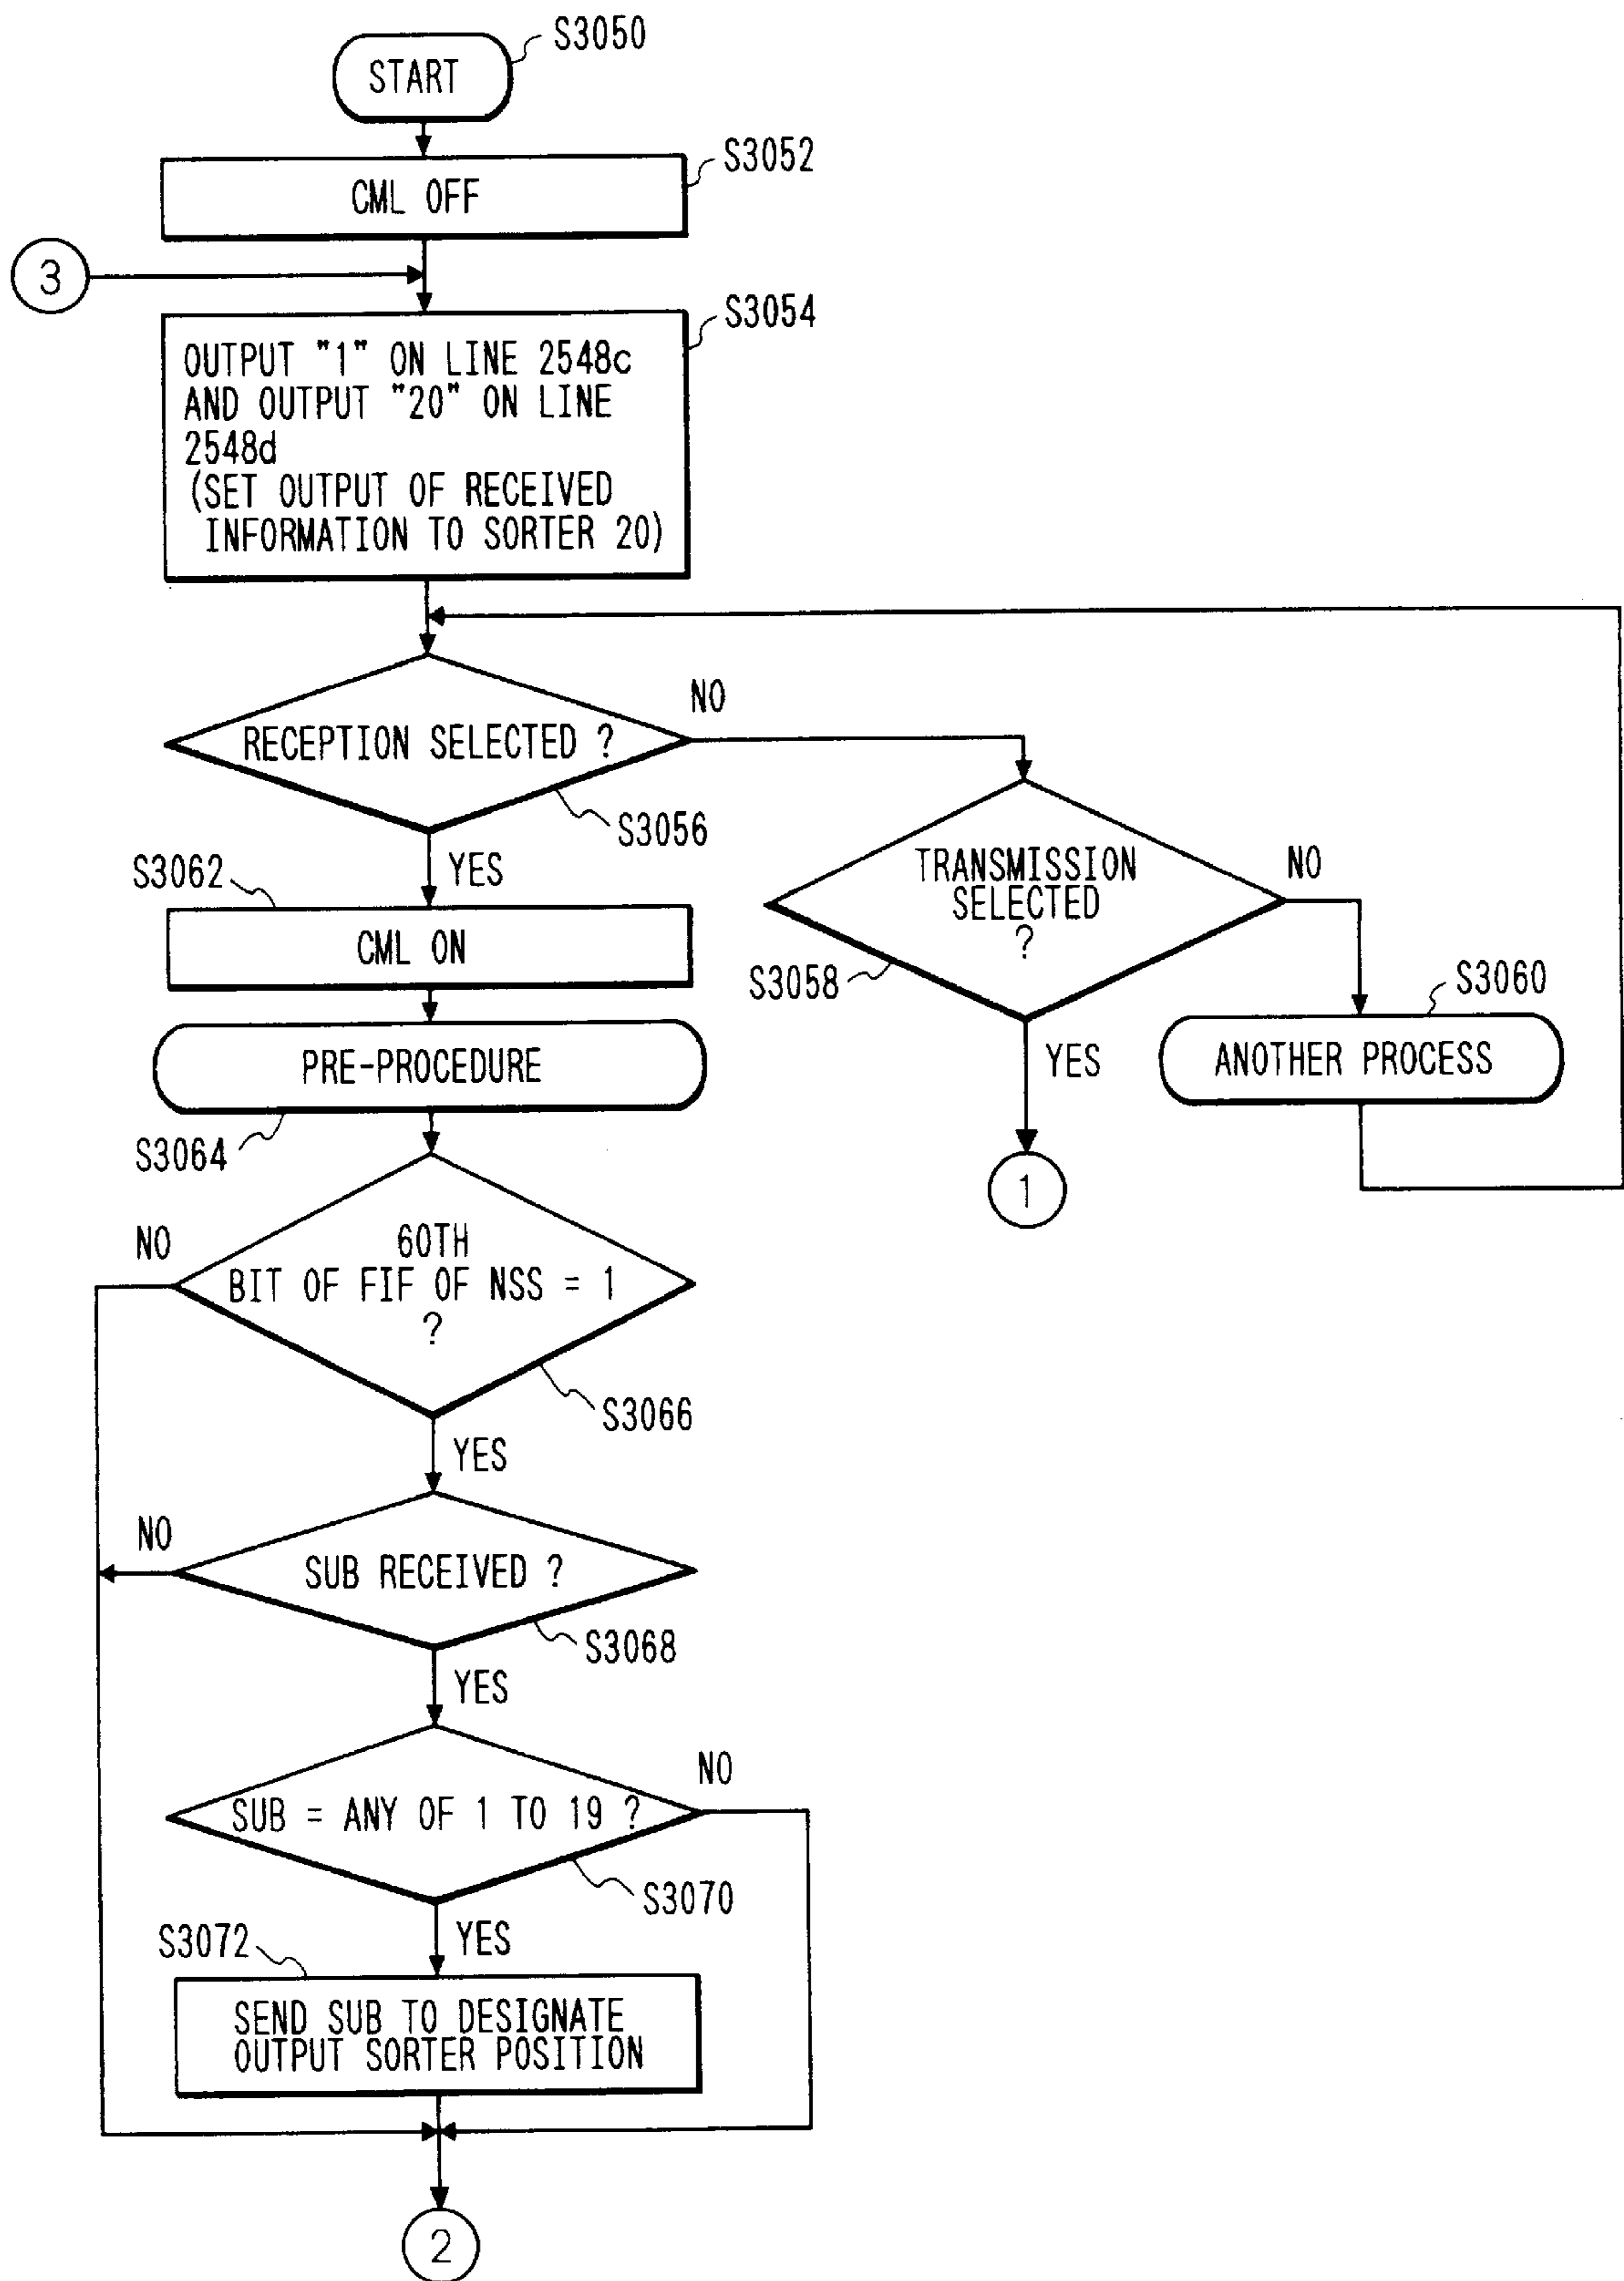 S3050
START
S3052
CML OFF
3
S3054
OUTPUT "1" ON LINE 2548c
AND OUTPUT "20" ON LINE
2548d
(SET OUTPUT OF RECEIVED
INFORMATION TO SORTER 20)
RECEPTION SELECTED ?
NO
S3056
YES
TRANSMISSION
SELECTED
?
NO
S3058
YES
S3060
ANOTHER PROCESS
1
S3062
CML ON
PRE-PROCEDURE
S3064
60TH
BIT OF FIF OF NSS = 1
?
NO
S3066
YES
SUB RECEIVED ?
NO
S3068
YES
SUB = ANY OF 1 TO 19 ?
NO
S3070
YES
S3072
SEND SUB TO DESIGNATE
OUTPUT SORTER POSITION
2